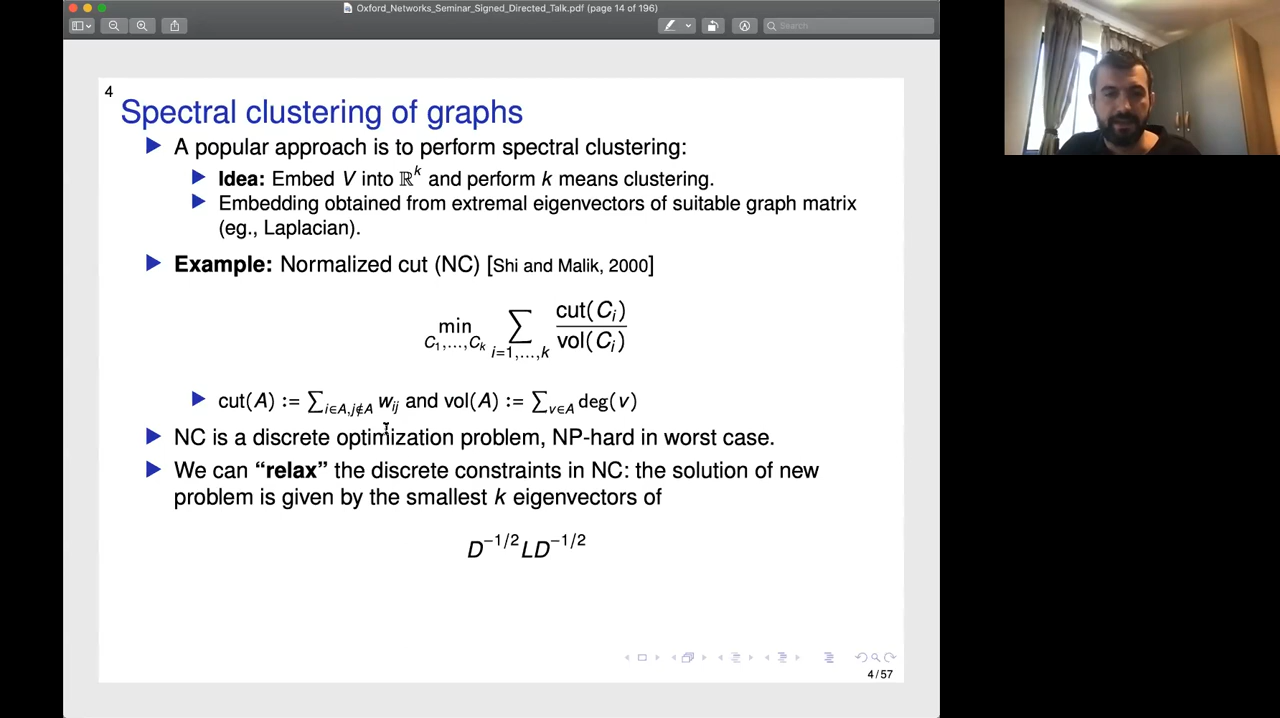 Oxford_Networks_Seminar_Signed_Directed_Talk.pdf (page 14 of 196)
Search
4
Spectral clustering of graphs
A popular approach is to perform spectral clustering:
Idea: Embed V into ℝ^k and perform k means clustering.
Embedding obtained from extremal eigenvectors of suitable graph matrix
(eg., Laplacian).
Example: Normalized cut (NC) [Shi and Malik, 2000]
min_{C_1,...,C_k} ∑_{i=1,...,k} cut(C_i)/vol(C_i)
cut(A) := ∑_{i∈A,j∉A} w_{ij} and vol(A) := ∑_{v∈A} deg(v)
NC is a discrete optimization problem, NP-hard in worst case.
We can “relax” the discrete constraints in NC: the solution of new
problem is given by the smallest k eigenvectors of
D^{-1/2}LD^{-1/2}
4/57